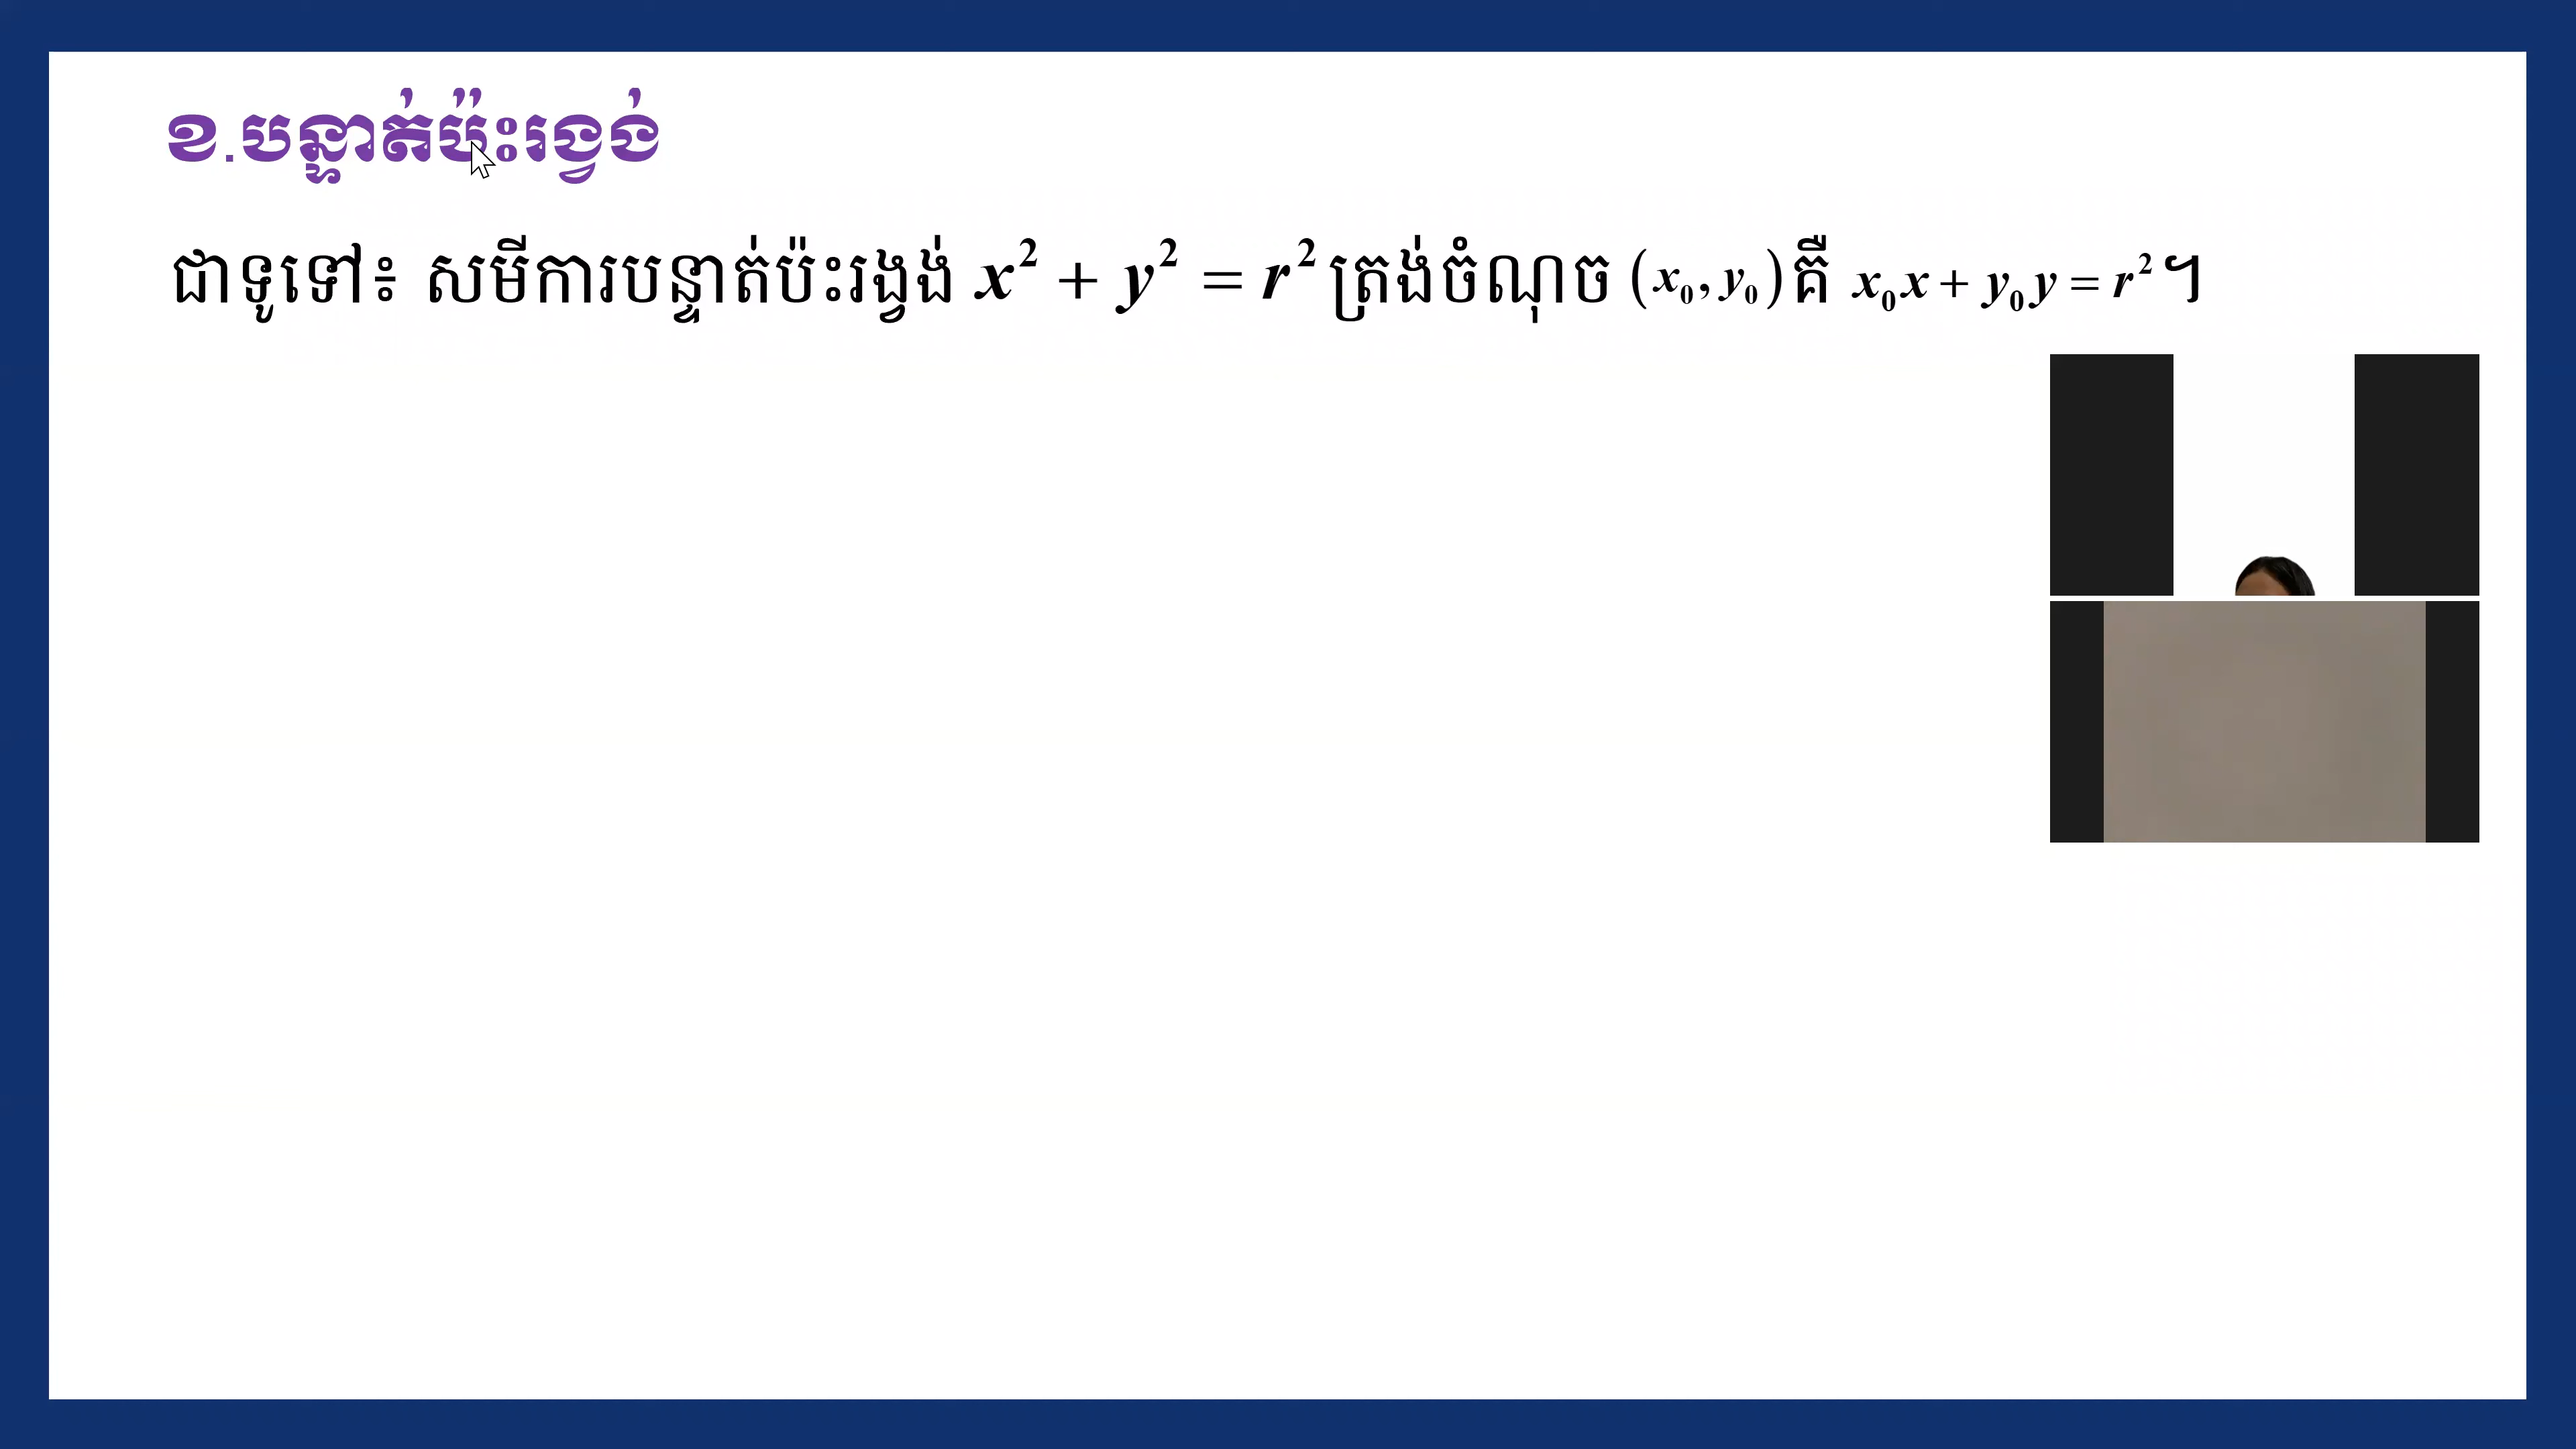 ខ.បន្ទាត់ប៉ះរង្វង់
ជាទូទៅ៖ សមីការបន្ទាត់ប៉ះរង្វង់ x² + y² = r² ត្រង់ចំណុច (x₀, y₀) គឺ x₀x + y₀y = r² ។